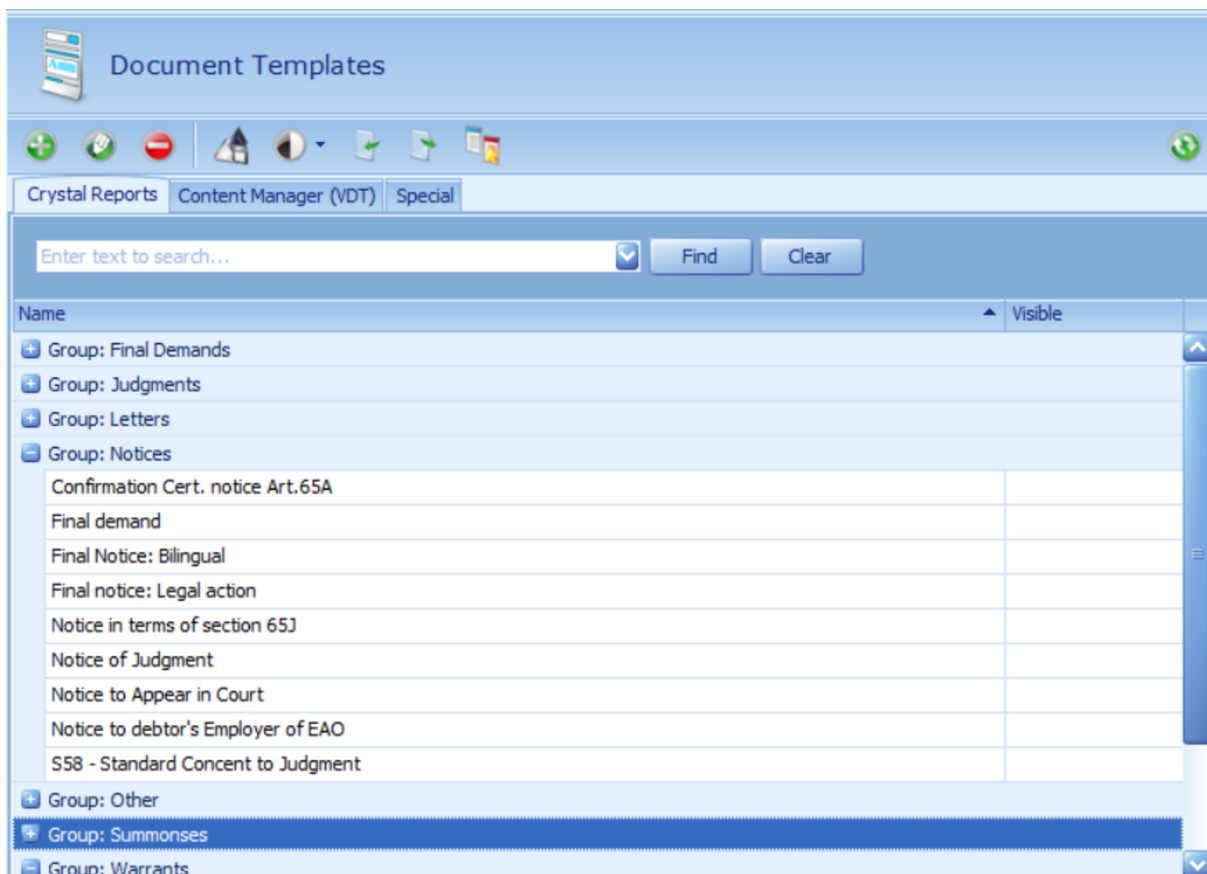 Document Templates
Crystal Reports Content Manager (VDT) Special
Enter text to search... Find Clear
Name Visible
Group: Final Demands
Group: Judgments
Group: Letters
Group: Notices
Confirmation Cert. notice Art.65A
Final demand
Final Notice: Bilingual
Final notice: Legal action
Notice in terms of section 65J
Notice of Judgment
Notice to Appear in Court
Notice to debtor's Employer of EAO
S58 - Standard Concent to Judgment
Group: Other
Group: Summonses
Group: Warrants